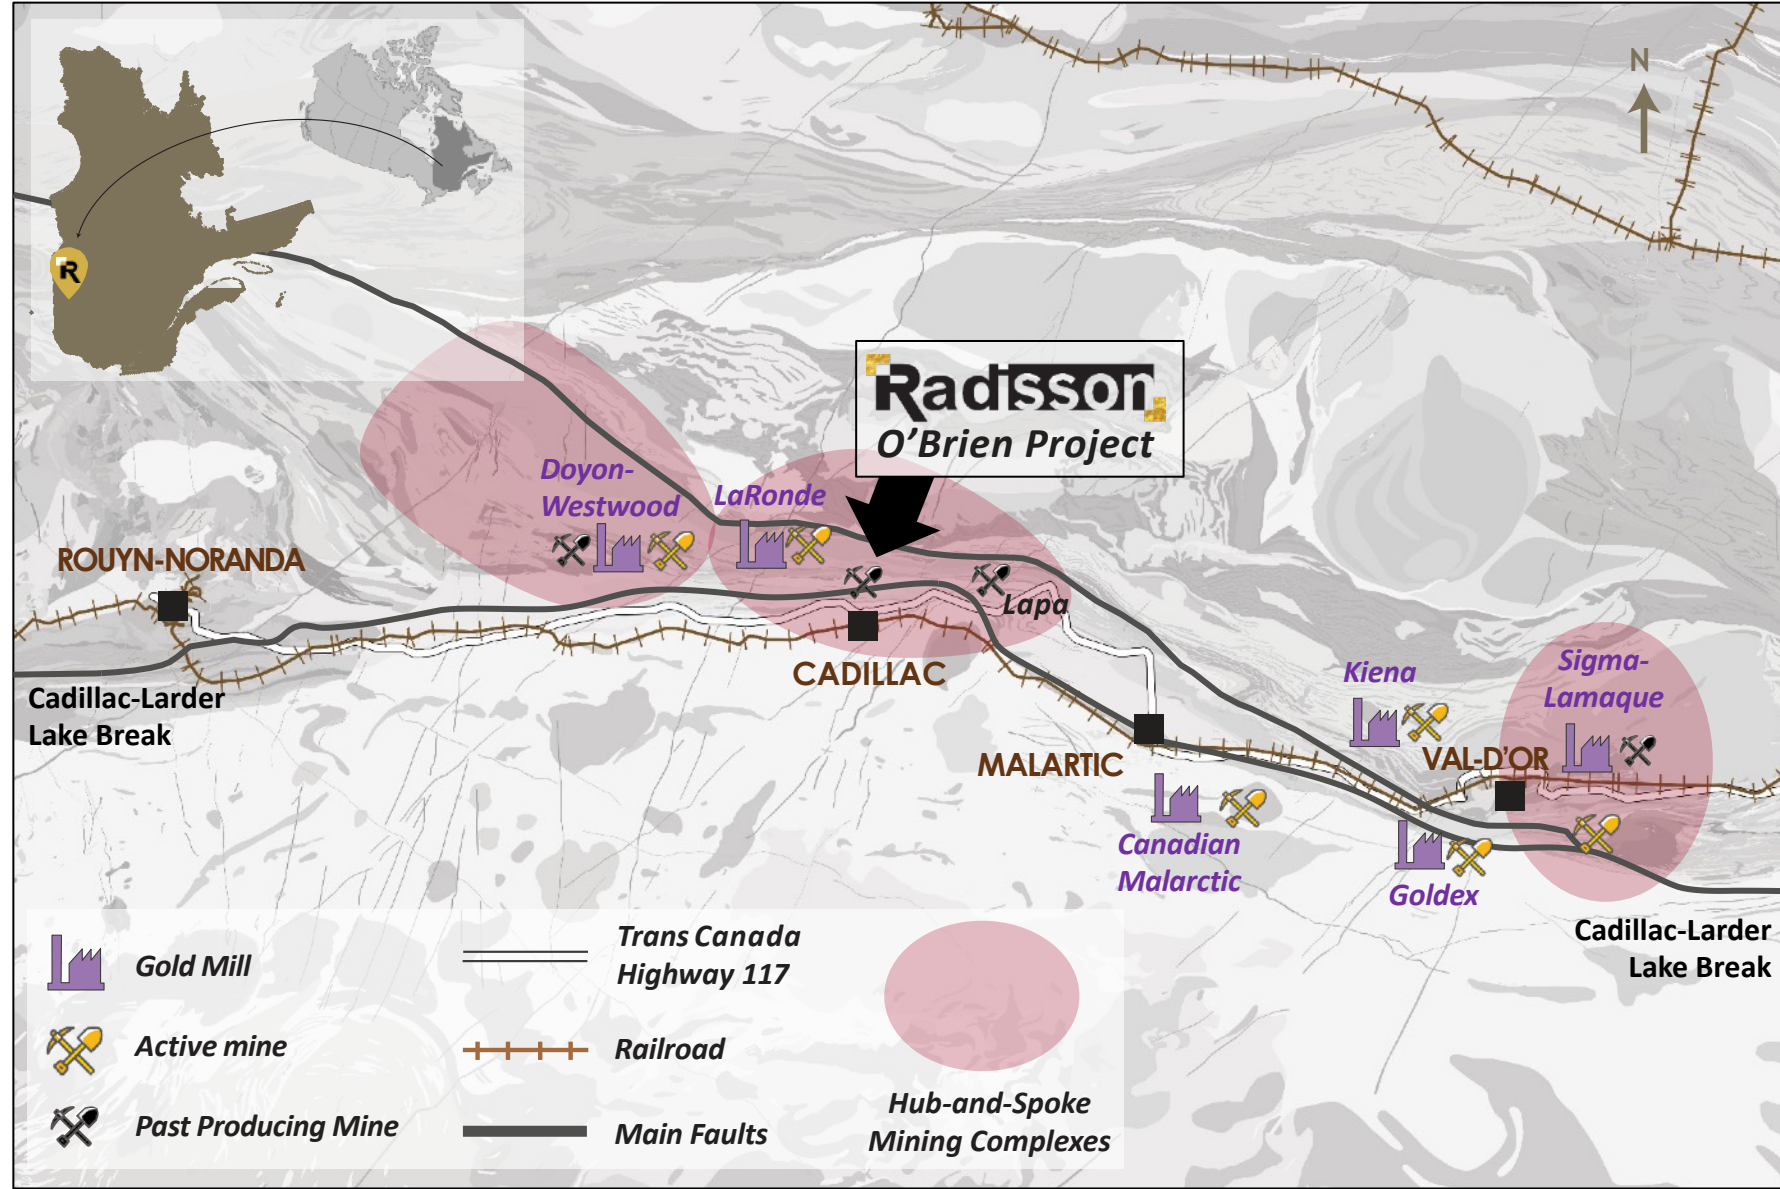 N
R
Radisson
O'Brien Project
Doyon-
Westwood
LaRonde
ROUYN-NORANDA
Lapa
CADILLAC
Cadillac-Larder
Lake Break
Kiena
Sigma-
Lamaque
MALARTIC
VAL-D'OR
Canadian
Malarctic
Goldex
Cadillac-Larder
Lake Break
Gold Mill
Active mine
Past Producing Mine
Trans Canada
Highway 117
Railroad
Main Faults
Hub-and-Spoke
Mining Complexes